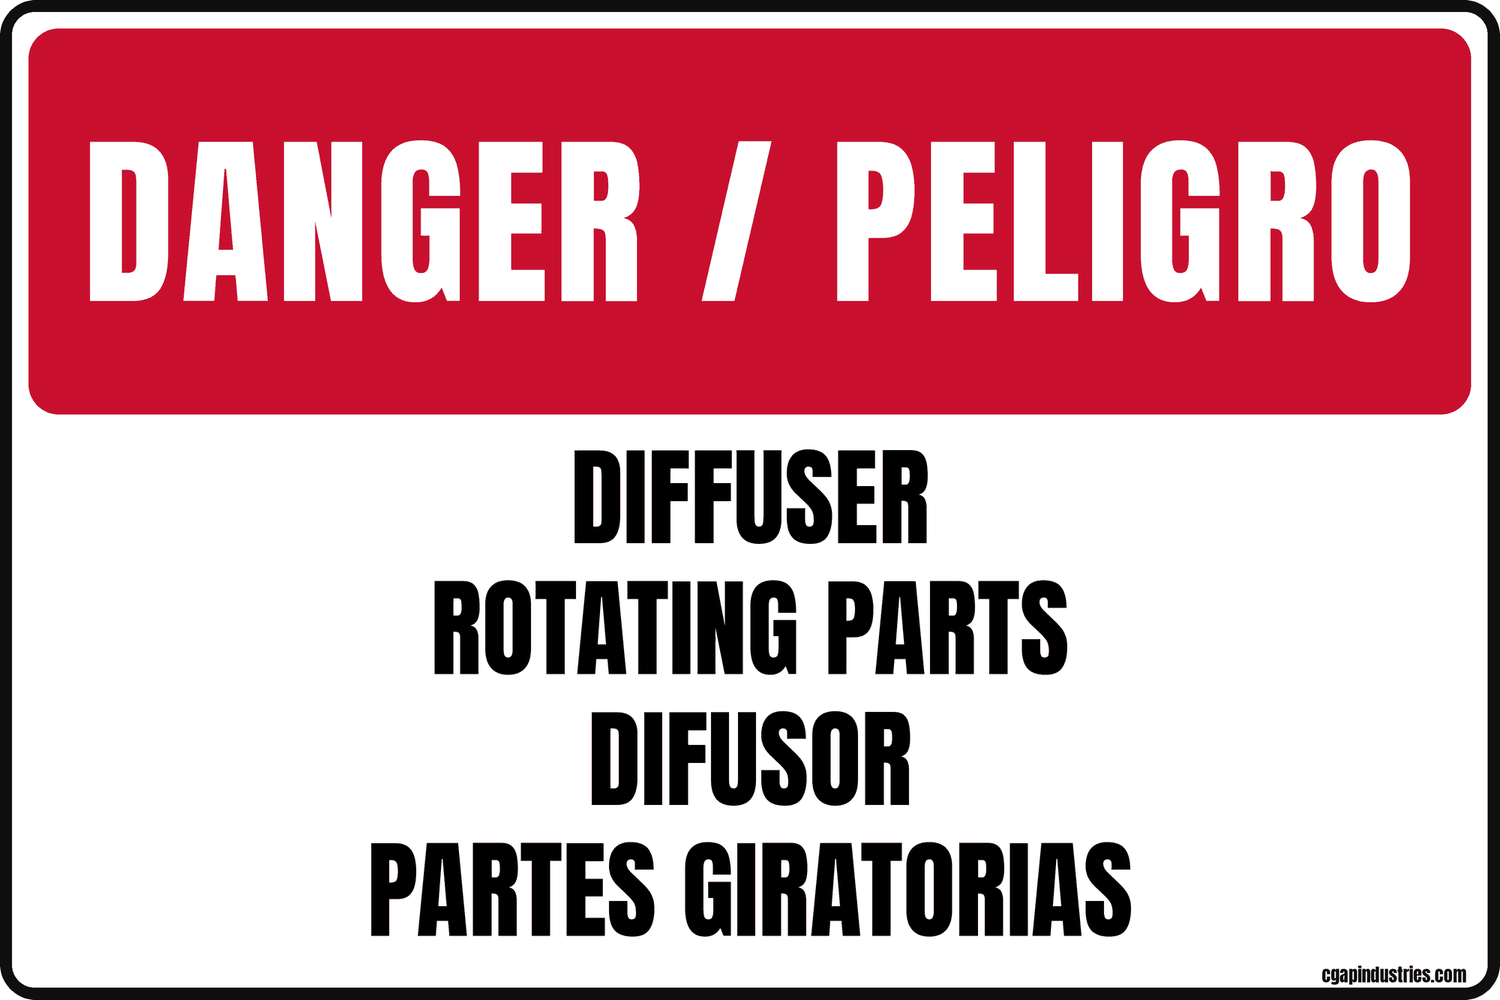 DANGER / PELIGRO
DIFFUSER
ROTATING PARTS
DIFUSOR
PARTES GIRATORIAS
cgapindustries.com